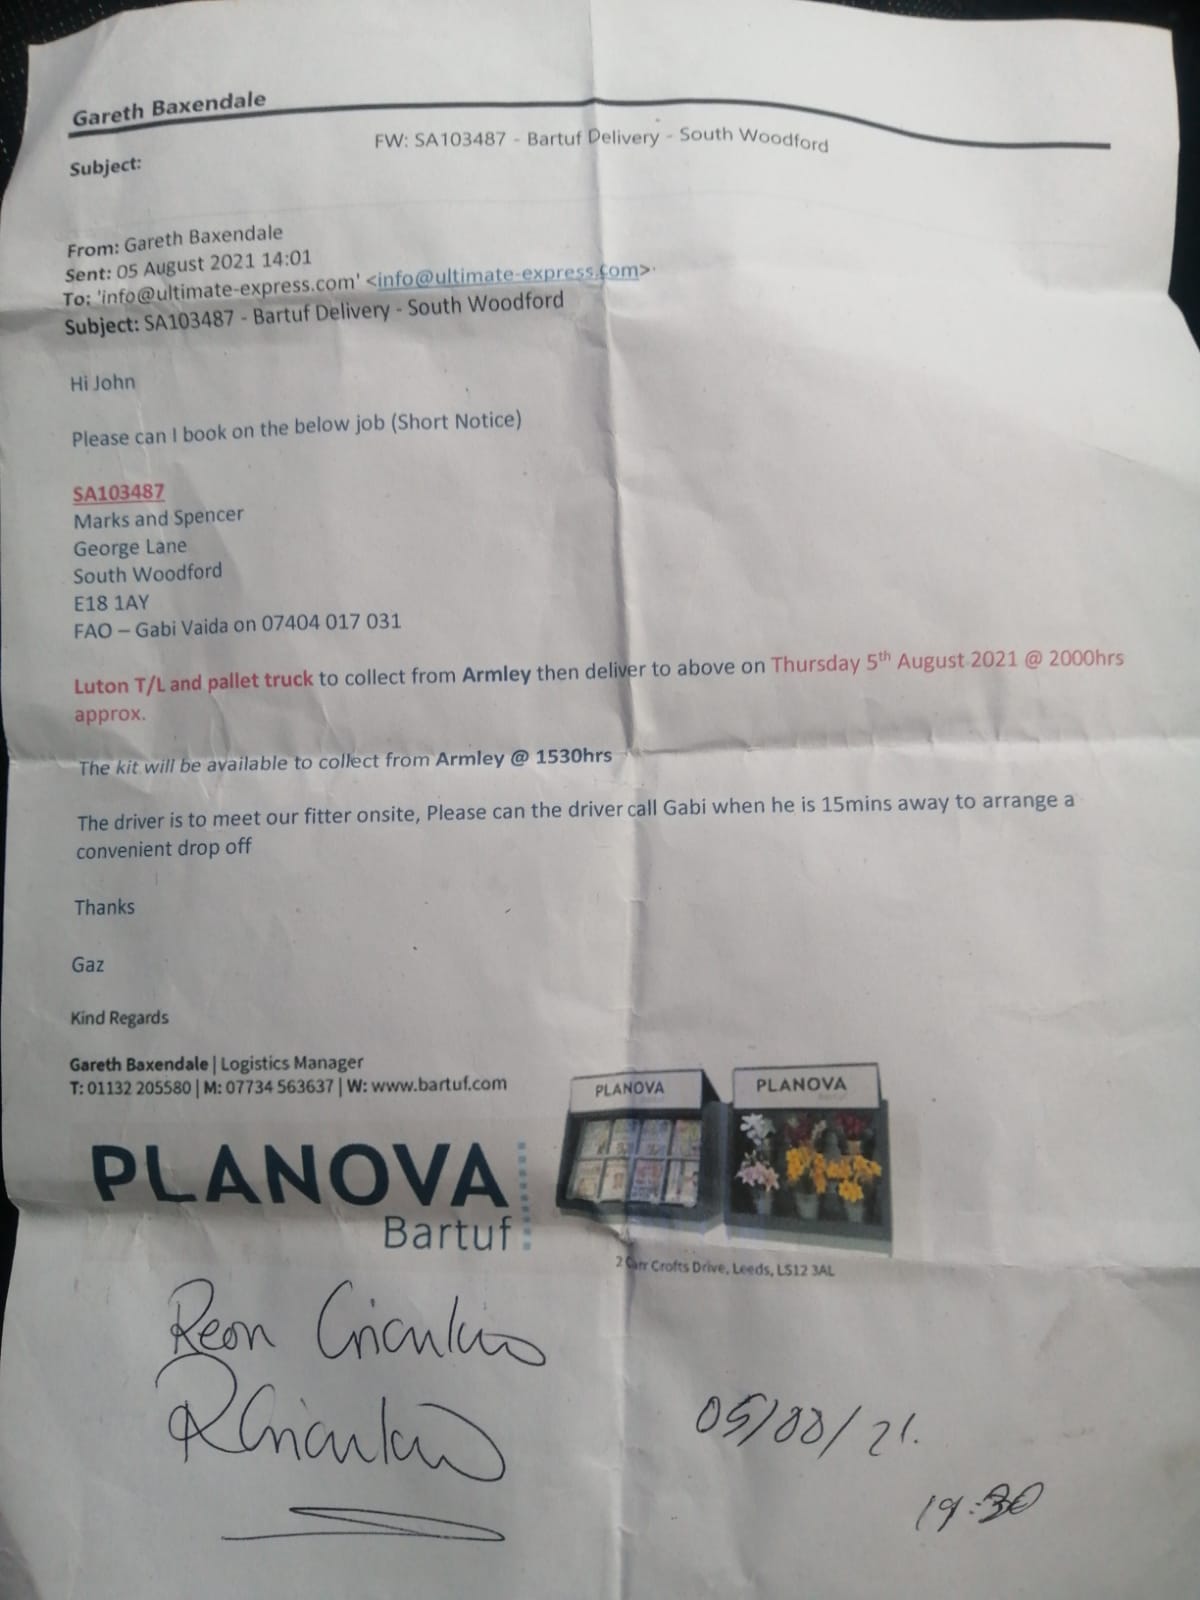 Gareth Baxendale
Subject: FW: SA103487 - Bartuf Delivery - South Woodford
From: Gareth Baxendale
Sent: 05 August 2021 14:01
To: 'info@ultimate-express.com' <info@ultimate-express.com>
Subject: SA103487 - Bartuf Delivery - South Woodford
Hi John
Please can I book on the below job (Short Notice)
SA103487
Marks and Spencer
George Lane
South Woodford
E18 1AY
FAO – Gabi Vaida on 07404 017 031
Luton T/L and pallet truck to collect from Armley then deliver to above on Thursday 5th August 2021 @ 2000hrs
approx.
The kit will be available to collect from Armley @ 1530hrs
The driver is to meet our fitter onsite, Please can the driver call Gabi when he is 15mins away to arrange a
convenient drop off
Thanks
Gaz
Kind Regards
Gareth Baxendale | Logistics Manager
T: 01132 205580 | M: 07734 563637 | W: www.bartuf.com
PLANOVA
PLANOVA
PLANOVA
Bartuf
2 Carr Crofts Drive, Leeds, LS12 3AL
05/08/21.
19:30